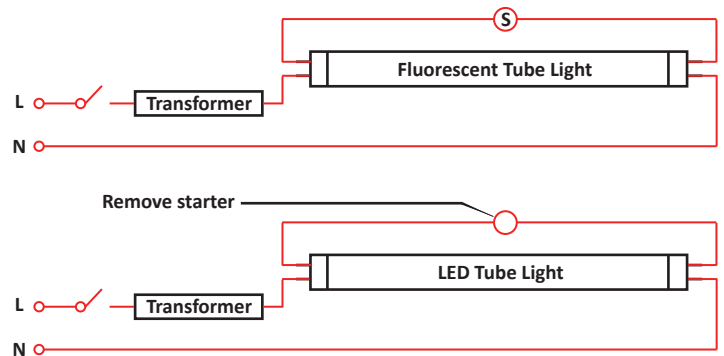 S
Fluorescent Tube Light
L
Transformer
N
Remove starter
LED Tube Light
L
Transformer
N